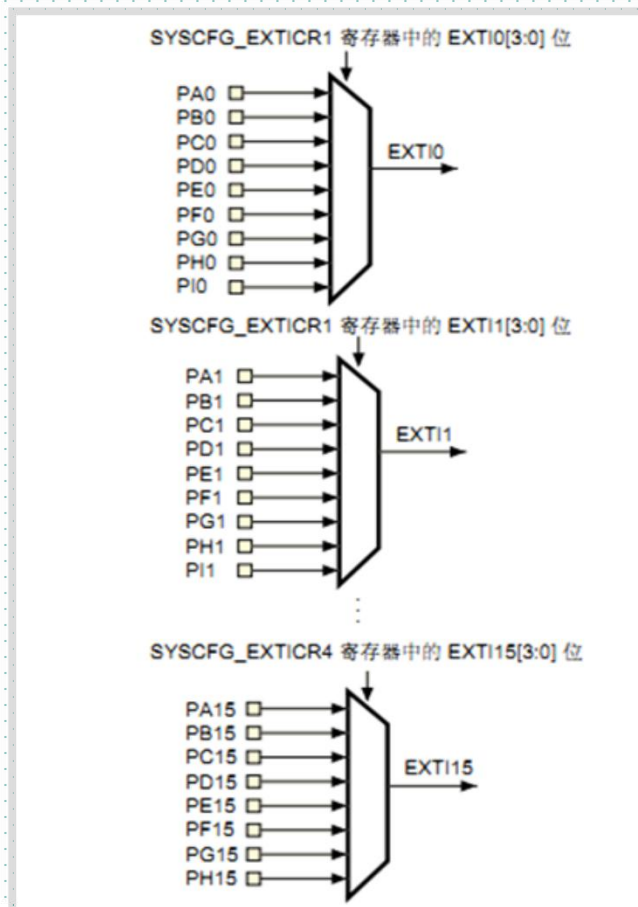 SYSCFG_EXTICR1 寄存器中的 EXTI0[3:0] 位
PA0
PB0
PC0
PD0
PE0
PF0
PG0
PH0
PI0
EXTI0
SYSCFG_EXTICR1 寄存器中的 EXTI1[3:0] 位
PA1
PB1
PC1
PD1
PE1
PF1
PG1
PH1
PI1
EXTI1
SYSCFG_EXTICR4 寄存器中的 EXTI15[3:0] 位
PA15
PB15
PC15
PD15
PE15
PF15
PG15
PH15
EXTI15